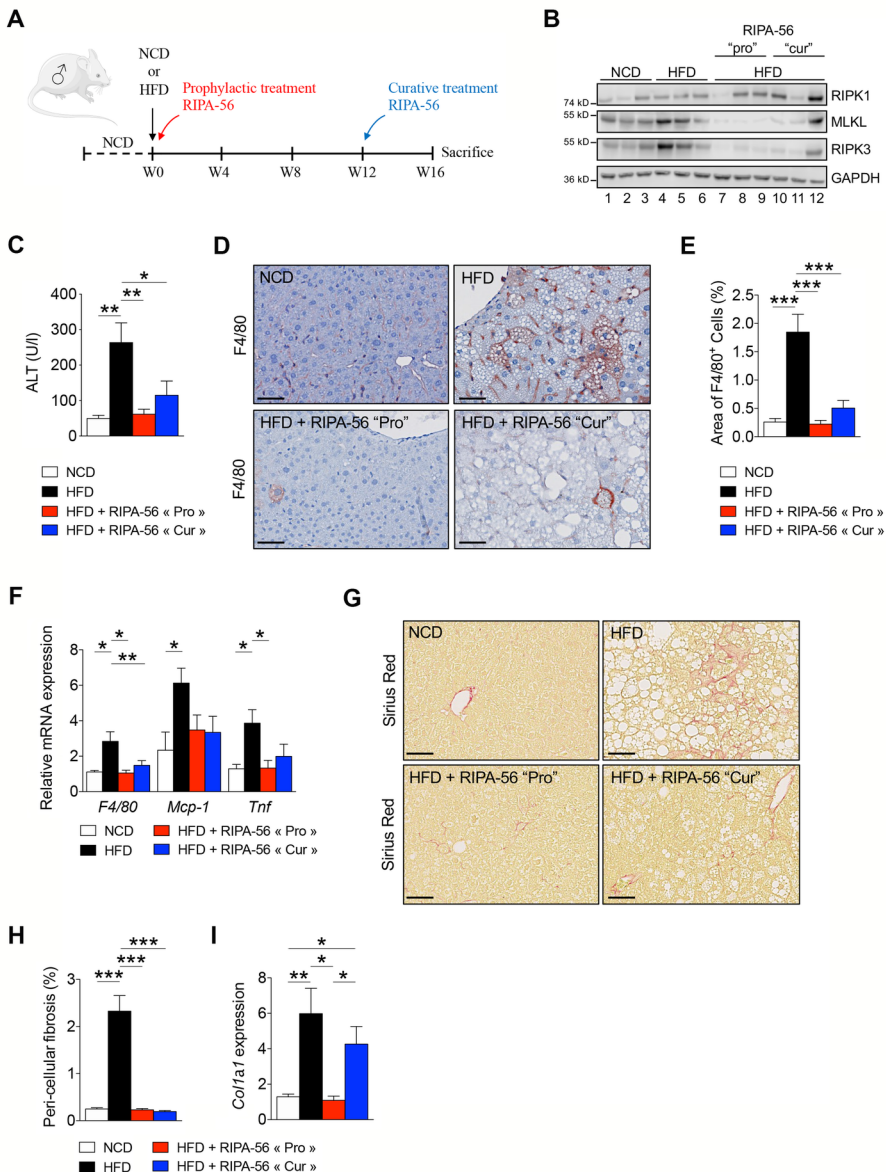 A
NCD
or
HFD
Prophylactic treatment
RIPA-56
Curative treatment
RIPA-56
NCD
Sacrifice
W0 W4 W8 W12 W16
B
RIPA-56
“pro” “cur”
NCD HFD HFD
74 kD RIPK1
55 kD MLKL
55 kD RIPK3
36 kD GAPDH
1 2 3 4 5 6 7 8 9 10 11 12
C
ALT (U/l)
400
300
200
100
0
*
**
**
NCD
HFD
HFD + RIPA-56 « Pro »
HFD + RIPA-56 « Cur »
D
F4/80
NCD
HFD
F4/80
HFD + RIPA-56 “Pro”
HFD + RIPA-56 “Cur”
E
Area of F4/80+ Cells (%)
2.5
2.0
1.5
1.0
0.5
0.0
***
***
***
NCD
HFD
HFD + RIPA-56 « Pro »
HFD + RIPA-56 « Cur »
F
Relative mRNA expression
8
6
4
2
0
* * ** * * *
F4/80 Mcp-1 Tnf
NCD HFD + RIPA-56 « Pro »
HFD HFD + RIPA-56 « Cur »
G
Sirius Red
NCD
HFD
Sirius Red
HFD + RIPA-56 “Pro”
HFD + RIPA-56 “Cur”
H
Peri-cellular fibrosis (%)
3
2
1
0
***
***
***
I
Col1a1 expression
8
6
4
2
0
*
*
** *
NCD HFD + RIPA-56 « Pro »
HFD HFD + RIPA-56 « Cur »